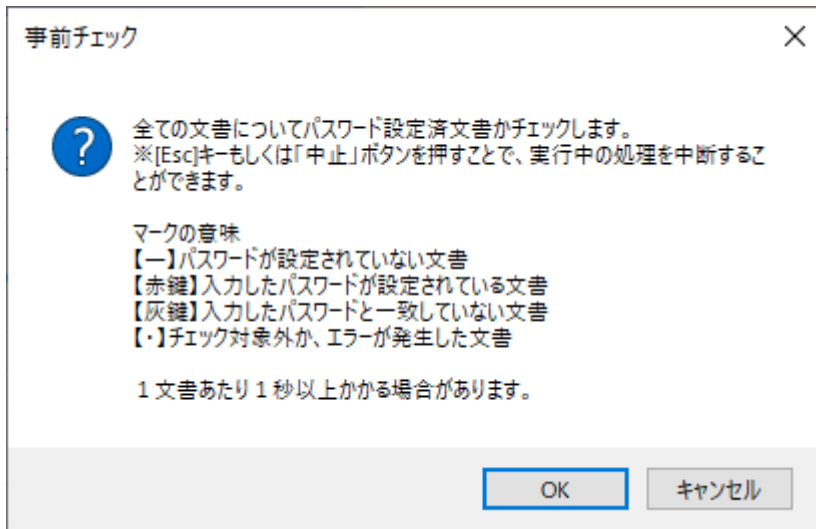 事前チェック
全ての文書についてパスワード設定済文書かチェックします。
※[Esc]キーもしくは「中止」ボタンを押すことで、実行中の処理を中断するこ
とができます。
マークの意味
【―】パスワードが設定されていない文書
【赤鍵】入力したパスワードが設定されている文書
【灰鍵】入力したパスワードと一致していない文書
【・】チェック対象外か、エラーが発生した文書
１文書あたり１秒以上かかる場合があります。
OK
キャンセル